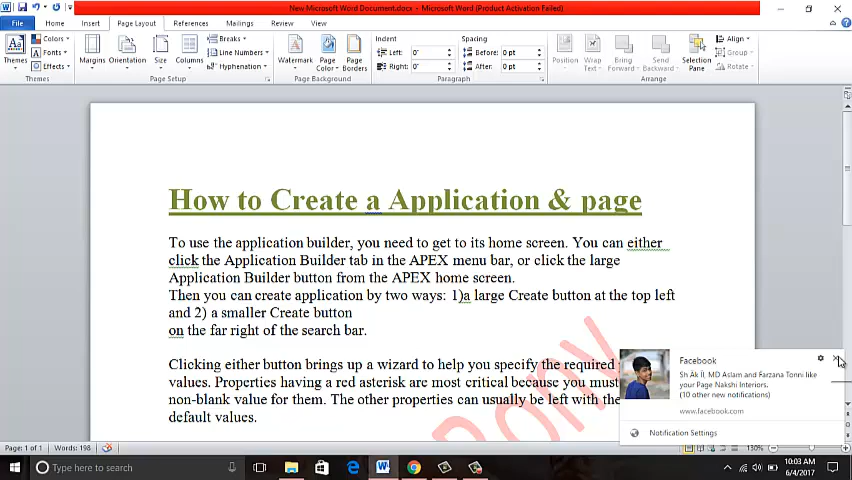 New Microsoft Word Document.docx - Microsoft Word (Product Activation Failed)
File Home Insert Page Layout References Mailings Review View
Themes Colors Fonts Effects Themes
Margins Orientation Size Columns Breaks Line Numbers Hyphenation Page Setup
Watermark Page Color Page Borders Page Background
Indent Left: 0" Right: 0" Spacing Before: 0 pt After: 0 pt Paragraph
Position Wrap Text Bring Forward Send Backward Selection Pane Align Group Rotate Arrange
How to Create a Application & page
To use the application builder, you need to get to its home screen. You can either
click the Application Builder tab in the APEX menu bar, or click the large
Application Builder button from the APEX home screen.
Then you can create application by two ways: 1)a large Create button at the top left
and 2) a smaller Create button
on the far right of the search bar.
Clicking either button brings up a wizard to help you specify the required
values. Properties having a red asterisk are most critical because you must
non-blank value for them. The other properties can usually be left with the
default values.
Rony
Facebook
Sh Ak Il, MD Aslam and Farzana Tonni like
your Page Nakshi Interiors.
(10 other new notifications)
www.facebook.com
Notification Settings
Page: 1 of 1 Words: 198 130%
Type here to search
10:03 AM
6/4/2017